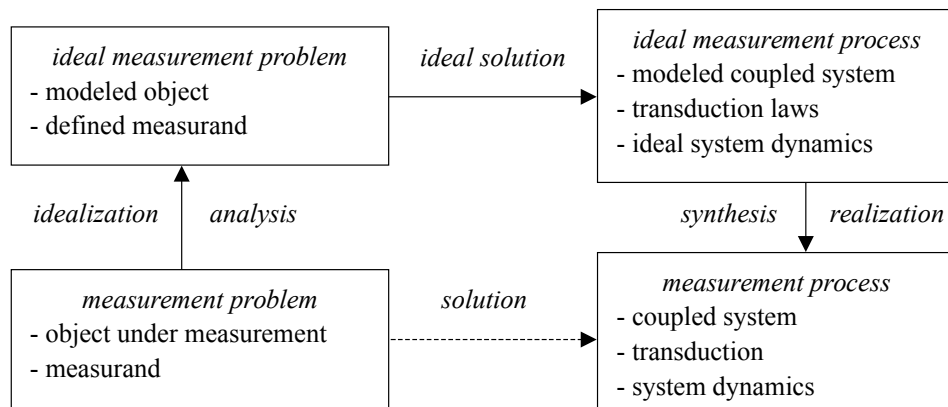 ideal measurement problem
- modeled object
- defined measurand
ideal solution
ideal measurement process
- modeled coupled system
- transduction laws
- ideal system dynamics
idealization analysis
synthesis realization
measurement problem
- object under measurement
- measurand
solution
measurement process
- coupled system
- transduction
- system dynamics